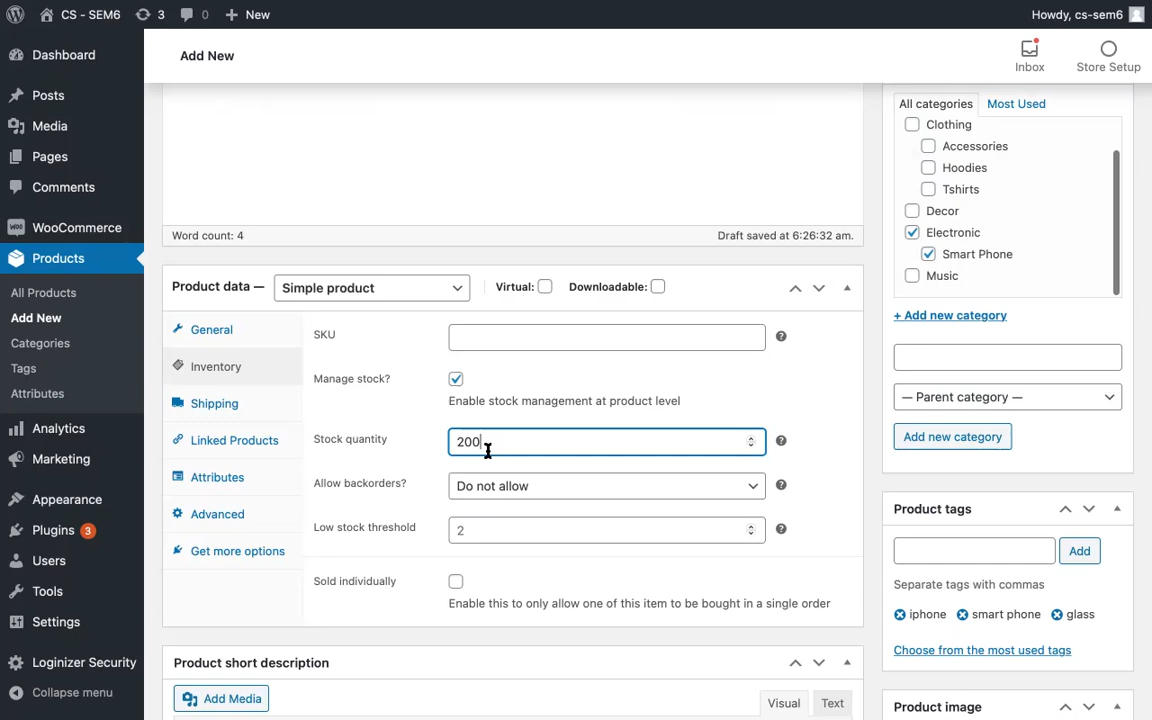 CS - SEM6 3 0 New Howdy, cs-sem6
Dashboard
Posts
Media
Pages
Comments
WooCommerce
Products
All Products
Add New
Categories
Tags
Attributes
Analytics
Marketing
Appearance
Plugins 3
Users
Tools
Settings
Loginizer Security
Collapse menu
Add New
Inbox
Store Setup
Word count: 4 Draft saved at 6:26:32 am.
Product data — Simple product Virtual: Downloadable:
General
Inventory
Shipping
Linked Products
Attributes
Advanced
Get more options
SKU
Manage stock?
Enable stock management at product level
Stock quantity 200
Allow backorders? Do not allow
Low stock threshold 2
Sold individually
Enable this to only allow one of this item to be bought in a single order
Product short description
Add Media Visual Text
All categories Most Used
Clothing
Accessories
Hoodies
Tshirts
Decor
Electronic
Smart Phone
Music
+ Add new category
— Parent category —
Add new category
Product tags
Add
Separate tags with commas
iphone smart phone glass
Choose from the most used tags
Product image